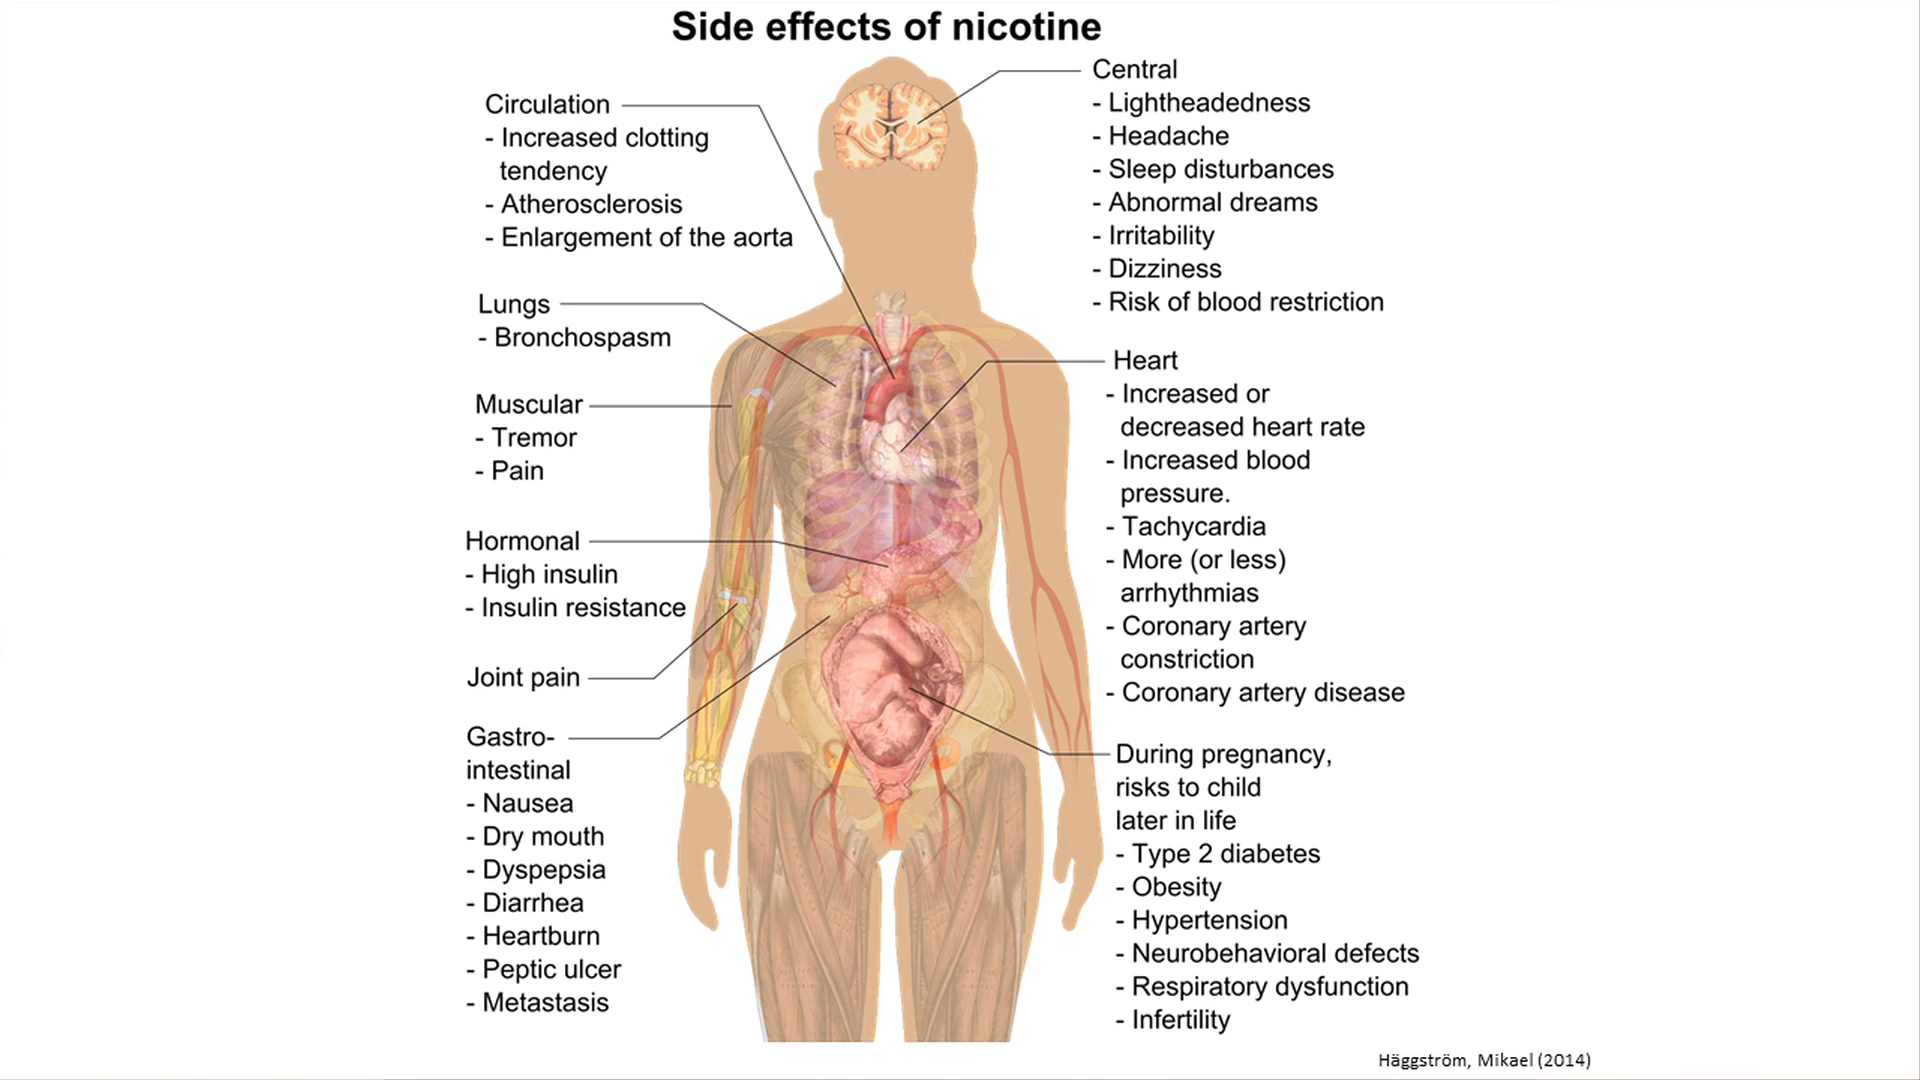 Side effects of nicotine
Circulation
- Increased clotting
tendency
- Atherosclerosis
- Enlargement of the aorta
Lungs
- Bronchospasm
Muscular
- Tremor
- Pain
Hormonal
- High insulin
- Insulin resistance
Joint pain
Gastro-
intestinal
- Nausea
- Dry mouth
- Dyspepsia
- Diarrhea
- Heartburn
- Peptic ulcer
- Metastasis
Central
- Lightheadedness
- Headache
- Sleep disturbances
- Abnormal dreams
- Irritability
- Dizziness
- Risk of blood restriction
Heart
- Increased or
decreased heart rate
- Increased blood
pressure.
- Tachycardia
- More (or less)
arrhythmias
- Coronary artery
constriction
- Coronary artery disease
During pregnancy,
risks to child
later in life
- Type 2 diabetes
- Obesity
- Hypertension
- Neurobehavioral defects
- Respiratory dysfunction
- Infertility
Häggström, Mikael (2014)